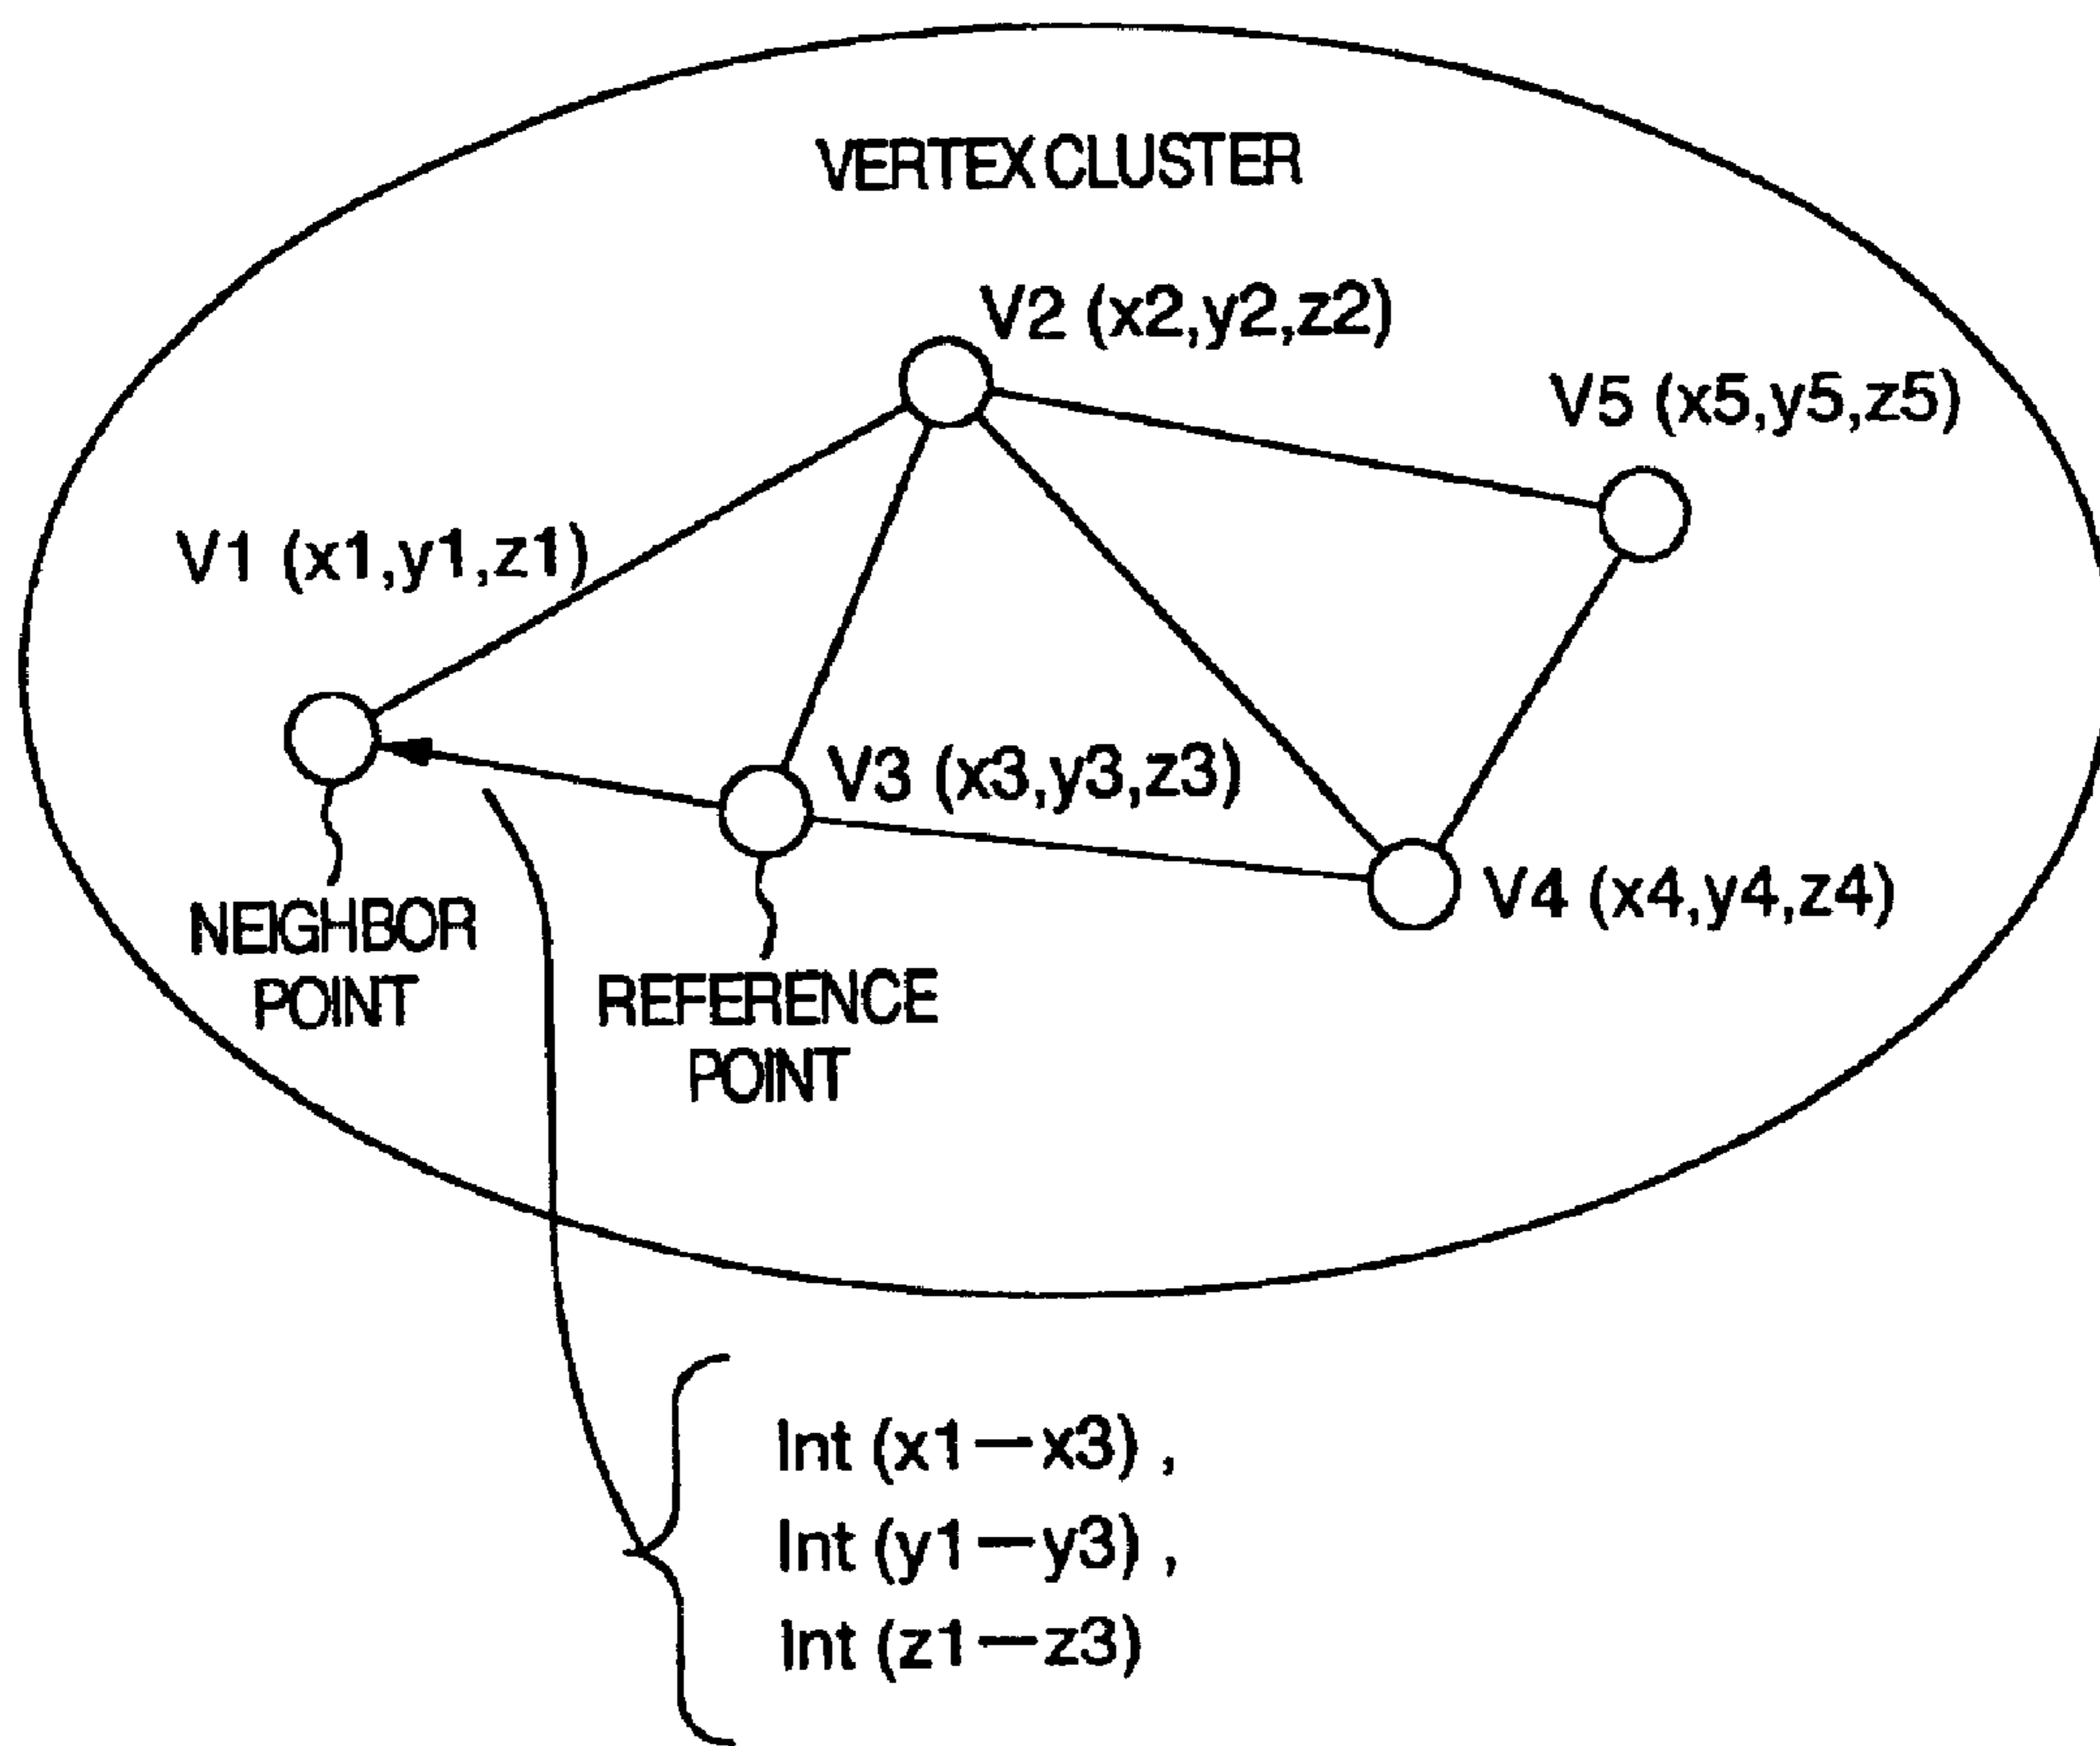 VERTEX CLUSTER
V2 (x2,y2,z2)
V5 (x5,y5,z5)
V1 (x1,y1,z1)
V3 (x3,y3,z3)
V4 (x4,y4,z4)
NEIGHBOR
POINT
REFERENCE
POINT
Int (x1—x3) ,
Int (y1—y3) ,
Int (z1—z3)